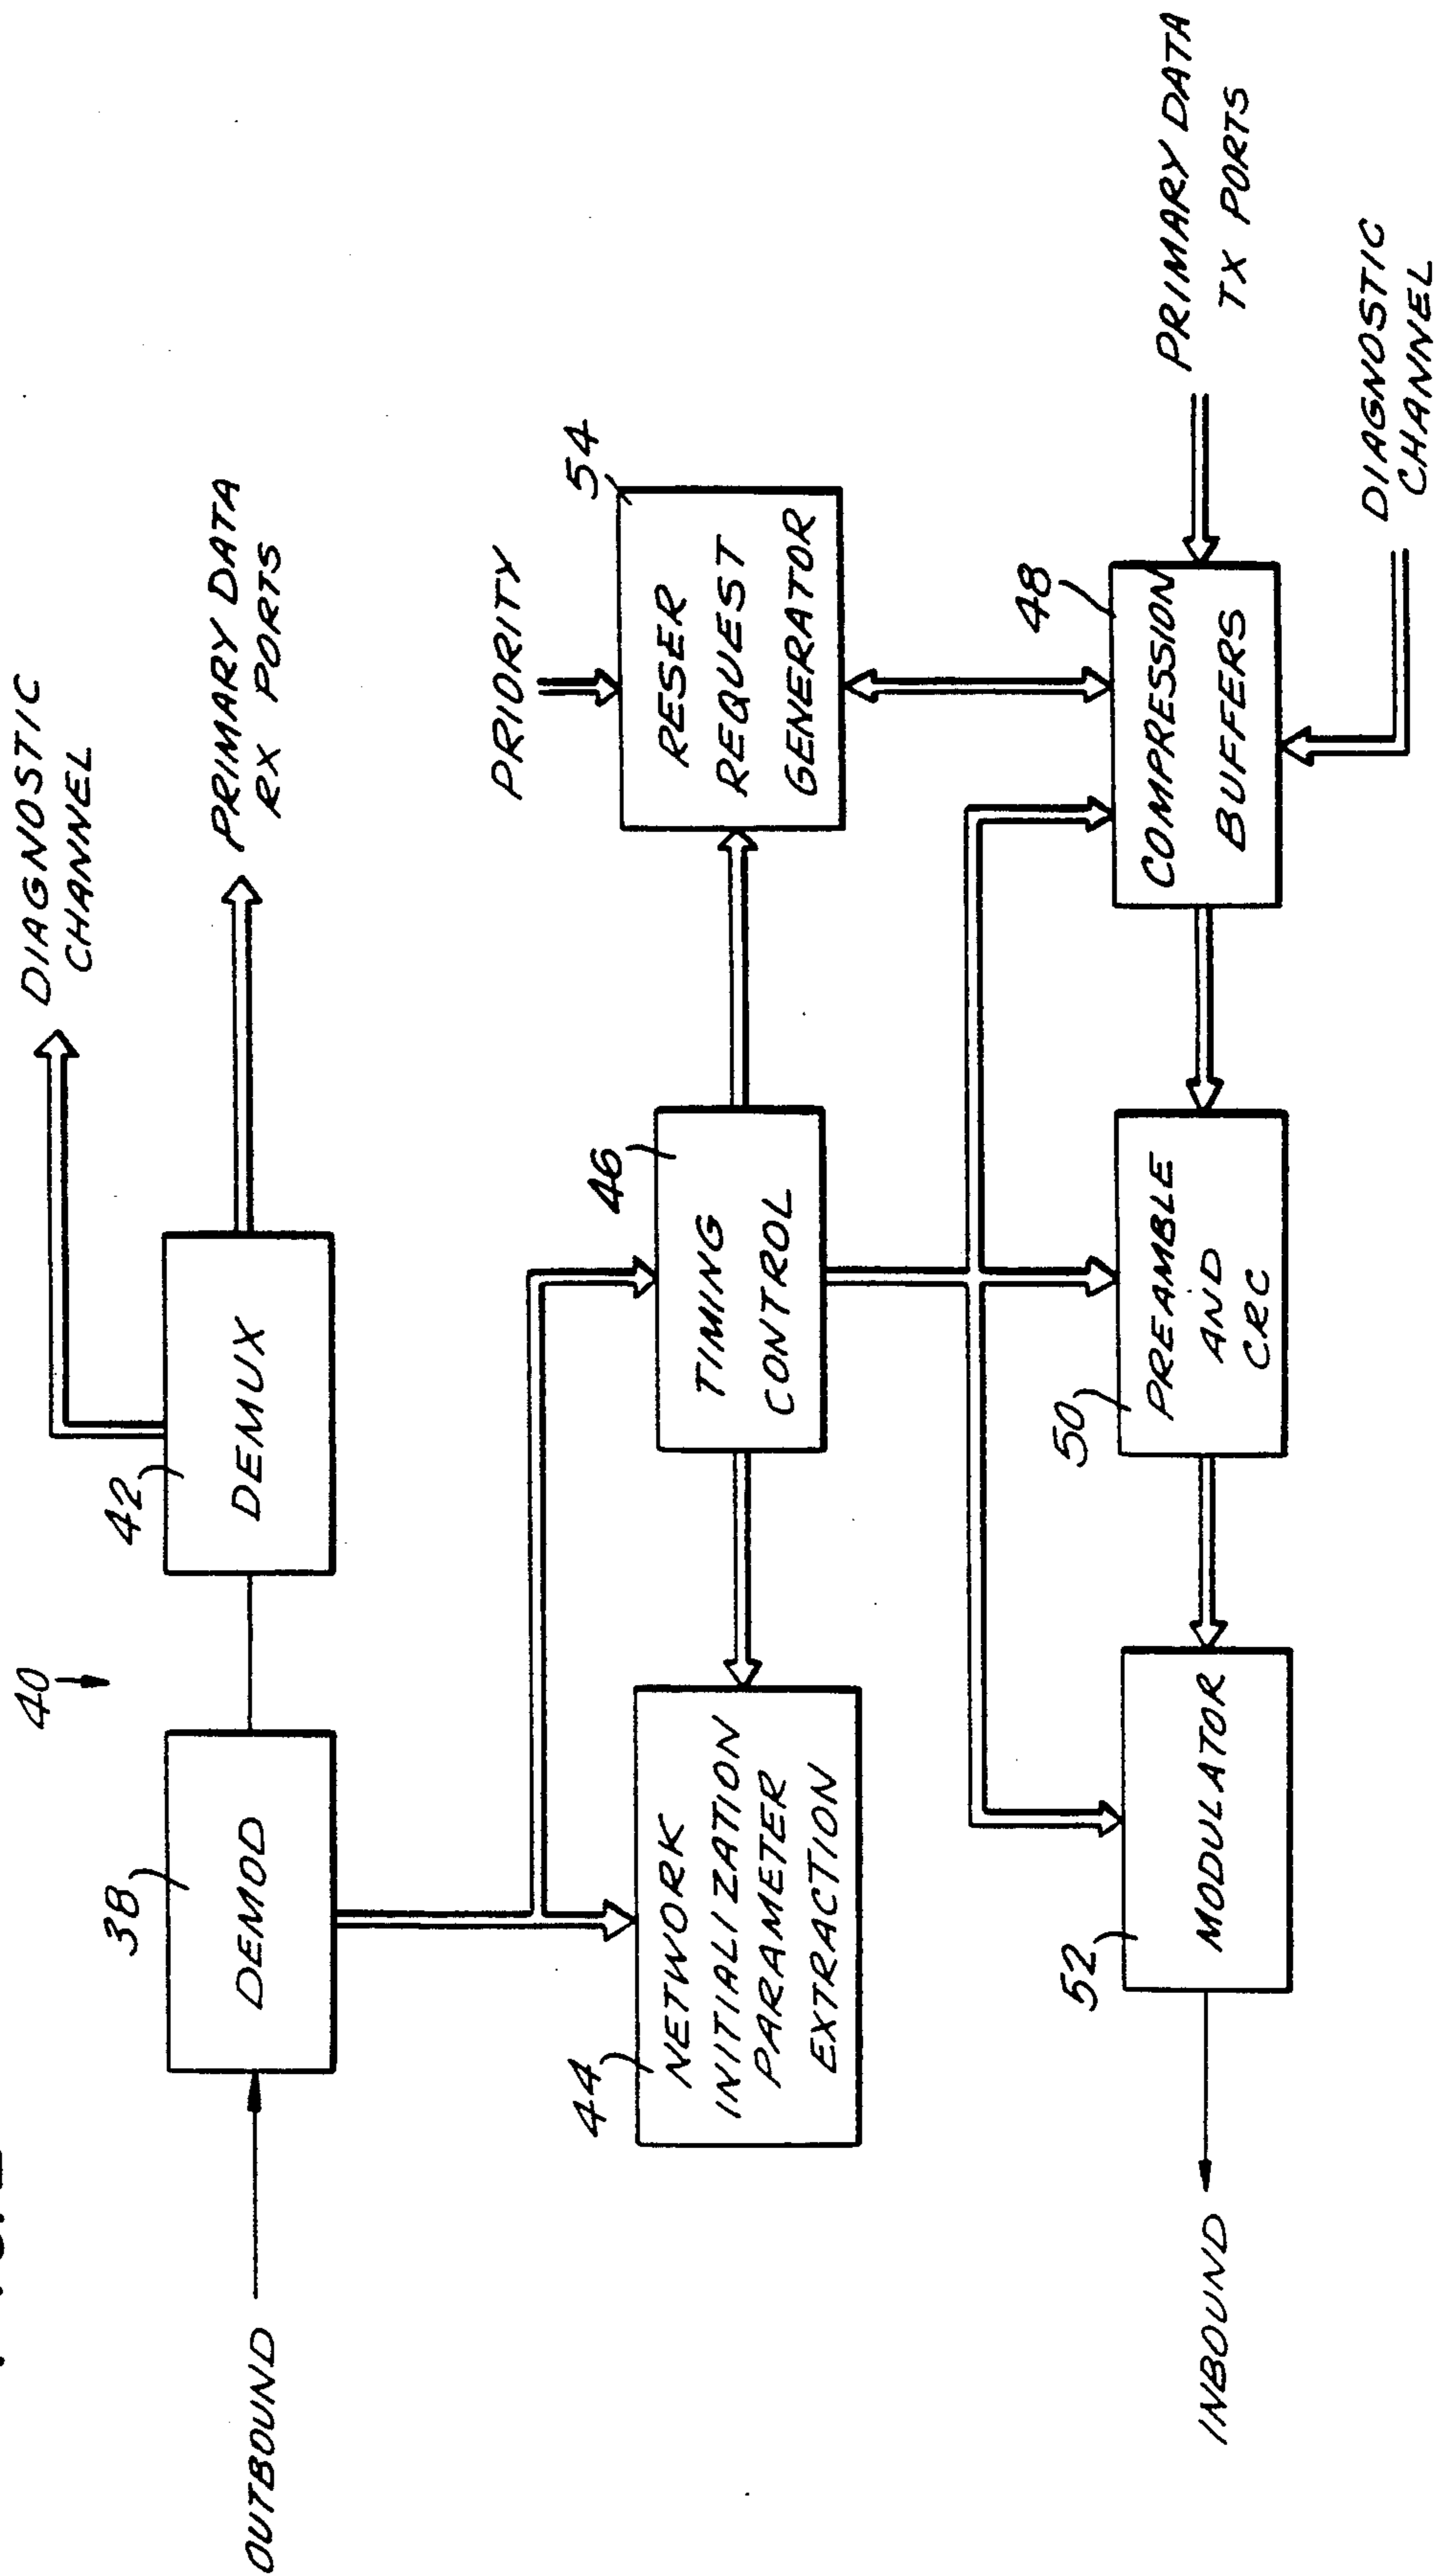 DIAGNOSTIC
CHANNEL
40
42
PRIMARY DATA
RX PORTS
38
OUTBOUND
DEMOD
DEMUX
PRIORITY
44
46
54
NETWORK
INITIALIZATION
PARAMETER
EXTRACTION
TIMING
CONTROL
RESER
REQUEST
GENERATOR
52
50
48
PRIMARY DATA
TX PORTS
INBOUND
MODULATOR
PREAMBLE
AND
CRC
COMPRESSION
BUFFERS
DIAGNOSTIC
CHANNEL